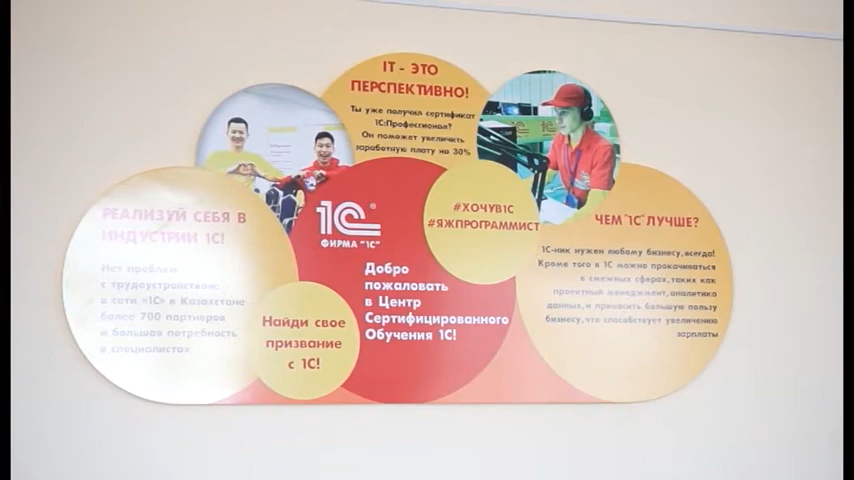 IT - ЭТО
ПЕРСПЕКТИВНО!
Ты уже получил сертификат
1С:Профессионал?
Он поможет увеличить
заработную плату на 30%
РЕАЛИЗУЙ СЕБЯ В
ИНДУСТРИИ 1С!
Нет проблем
с трудоустройством:
в сети «1С» в Казахстане
более 700 партнеров
и большая потребность
в специалистах
Найди свое
призвание
с 1С!
1С®
ФИРМА "1С"
Добро
пожаловать
в Центр
Сертифицированного
Обучения 1С!
#ХОЧУВ1С
#ЯЖПРОГРАММИСТ
ЧЕМ "1С" ЛУЧШЕ?
1С-ник нужен любому бизнесу,всегда!
Кроме того в 1С можно прокачиваться
в смежных сферах,таких как
проектный менеджмент,аналитика
данных,и приносить большую пользу
бизнесу,что способствует увеличению
зарплаты